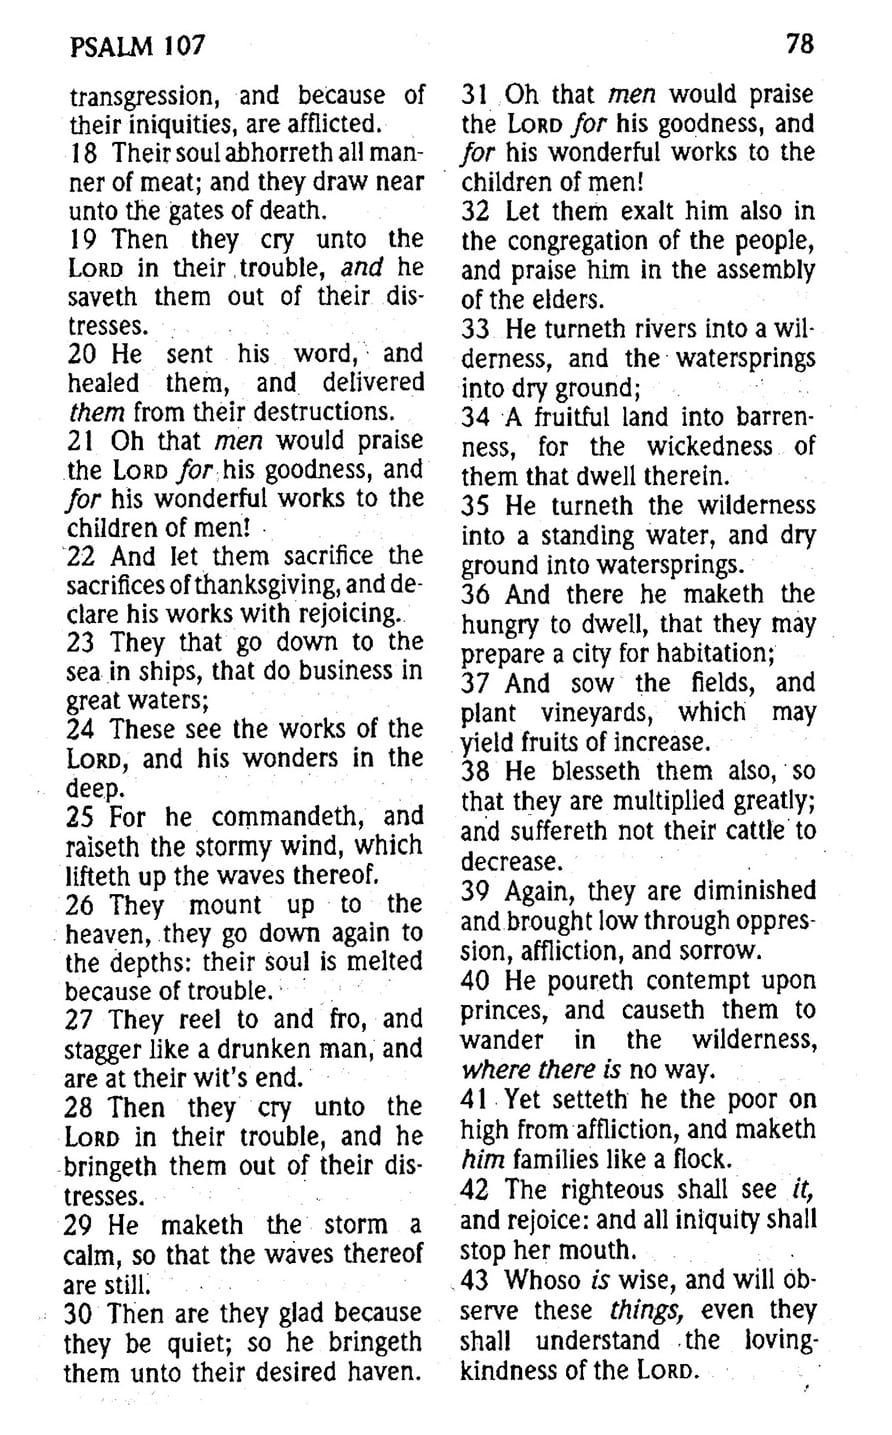 PSALM 107
78
transgression, and because of
their iniquities, are afflicted.
18 Their soul abhorreth all man-
ner of meat; and they draw near
unto the gates of death.
19 Then they cry unto the
LORD in their trouble, and he
saveth them out of their dis-
tresses.
20 He sent his word, and
healed them, and delivered
them from their destructions.
21 Oh that men would praise
the LORD for his goodness, and
for his wonderful works to the
children of men!
22 And let them sacrifice the
sacrifices of thanksgiving, and de-
clare his works with rejoicing.
23 They that go down to the
sea in ships, that do business in
great waters;
24 These see the works of the
LORD, and his wonders in the
deep.
25 For he commandeth, and
raiseth the stormy wind, which
lifteth up the waves thereof.
26 They mount up to the
heaven, they go down again to
the depths: their soul is melted
because of trouble.
27 They reel to and fro, and
stagger like a drunken man, and
are at their wit's end.
28 Then they cry unto the
LORD in their trouble, and he
bringeth them out of their dis-
tresses.
29 He maketh the storm a
calm, so that the waves thereof
are still.
30 Then are they glad because
they be quiet; so he bringeth
them unto their desired haven.
31 Oh that men would praise
the LORD for his goodness, and
for his wonderful works to the
children of men!
32 Let them exalt him also in
the congregation of the people,
and praise him in the assembly
of the elders.
33 He turneth rivers into a wil-
derness, and the watersprings
into dry ground;
34 A fruitful land into barren-
ness, for the wickedness of
them that dwell therein.
35 He turneth the wilderness
into a standing water, and dry
ground into watersprings.
36 And there he maketh the
hungry to dwell, that they may
prepare a city for habitation;
37 And sow the fields, and
plant vineyards, which may
yield fruits of increase.
38 He blesseth them also, so
that they are multiplied greatly;
and suffereth not their cattle to
decrease.
39 Again, they are diminished
and brought low through oppres-
sion, affliction, and sorrow.
40 He poureth contempt upon
princes, and causeth them to
wander in the wilderness,
where there is no way.
41 Yet setteth he the poor on
high from affliction, and maketh
him families like a flock.
42 The righteous shall see it,
and rejoice: and all iniquity shall
stop her mouth.
43 Whoso is wise, and will ob-
serve these things, even they
shall understand the loving-
kindness of the LORD.